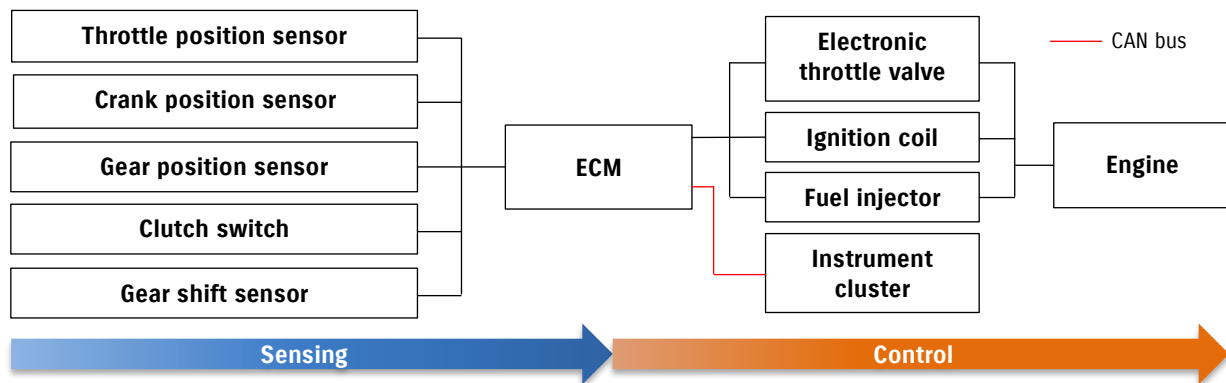 Throttle position sensor
Crank position sensor
Gear position sensor
Clutch switch
Gear shift sensor
ECM
Electronic
throttle valve
Ignition coil
Fuel injector
Instrument
cluster
Engine
CAN bus
Sensing
Control